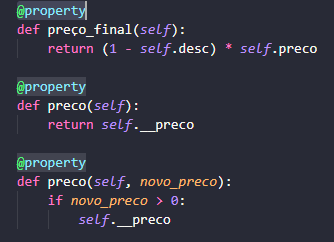 @property
def preço_final(self):
    return (1 - self.desc) * self.preco
@property
def preco(self):
    return self.__preco
@property
def preco(self, novo_preco):
    if novo_preco > 0:
        self.__preco